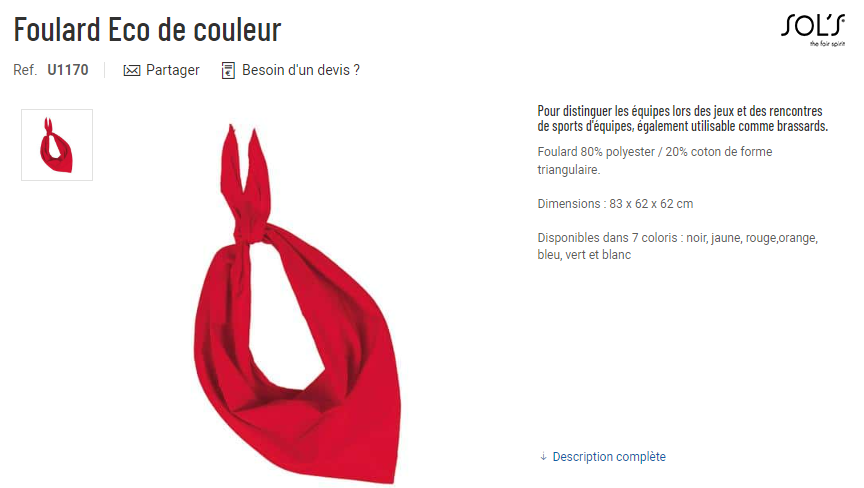 Foulard Eco de couleur
SOL'S
the fair spirit
Ref. U1170
Partager
Besoin d'un devis ?
Pour distinguer les équipes lors des jeux et des rencontres
de sports d'équipes, également utilisable comme brassards.
Foulard 80% polyester / 20% coton de forme
triangulaire.
Dimensions : 83 x 62 x 62 cm
Disponibles dans 7 coloris : noir, jaune, rouge,orange,
bleu, vert et blanc
Description complète